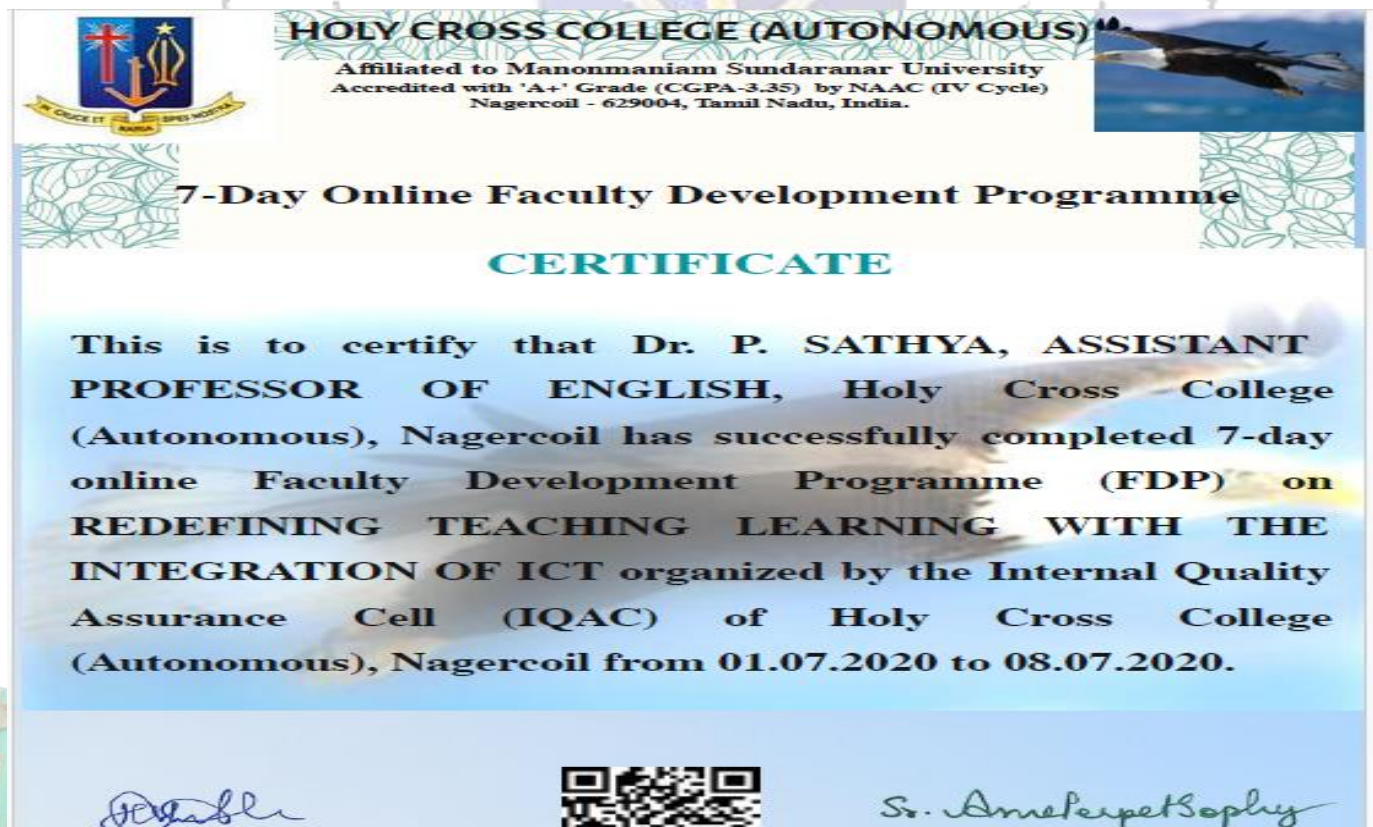 HOLY CROSS COLLEGE (AUTONOMOUS)
Affiliated to Manonmaniam Sundaranar University
Accredited with 'A+' Grade (CGPA-3.35) by NAAC (IV Cycle)
Nagercoil - 629004, Tamil Nadu, India.
7-Day Online Faculty Development Programme
CERTIFICATE
This is to certify that Dr. P. SATHYA, ASSISTANT
PROFESSOR OF ENGLISH, Holy Cross College
(Autonomous), Nagercoil has successfully completed 7-day
online Faculty Development Programme (FDP) on
REDEFINING TEACHING LEARNING WITH THE
INTEGRATION OF ICT organized by the Internal Quality
Assurance Cell (IQAC) of Holy Cross College
(Autonomous), Nagercoil from 01.07.2020 to 08.07.2020.
Sr.